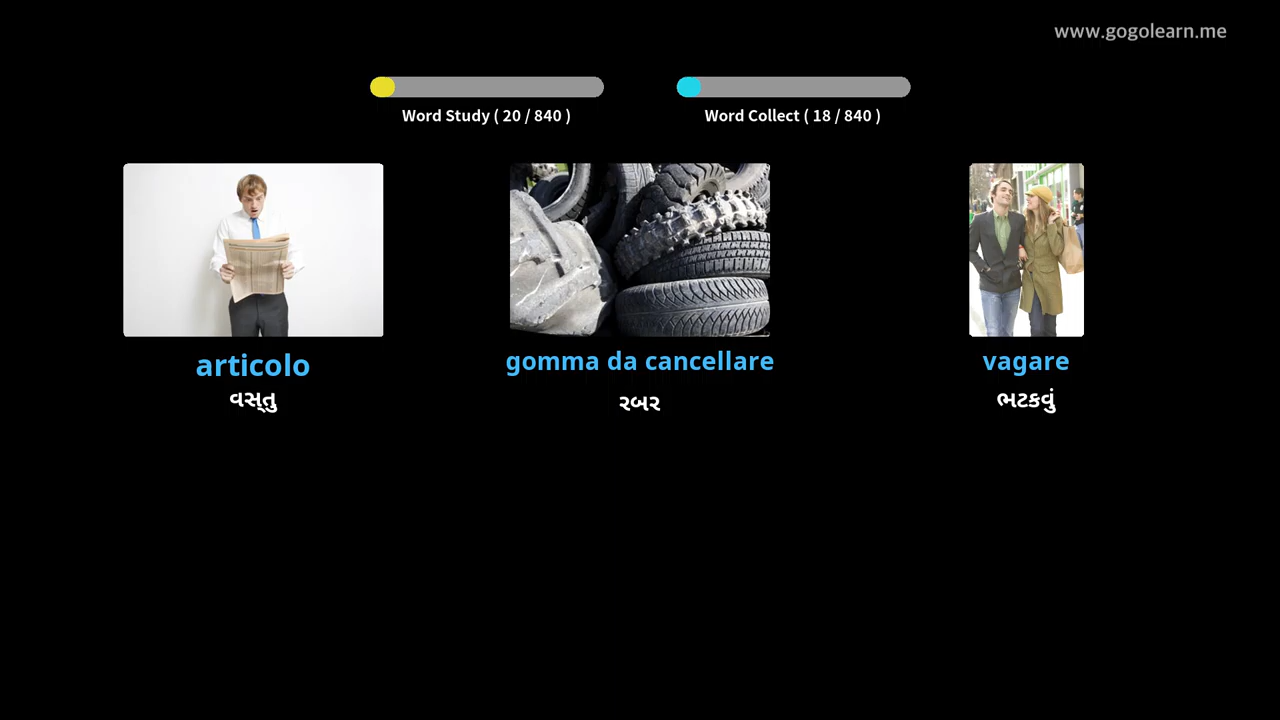 www.gogolearn.me
Word Study ( 20 / 840 )
Word Collect ( 18 / 840 )
articolo
વસ્તુ
gomma da cancellare
રબર
vagare
ભટકવું